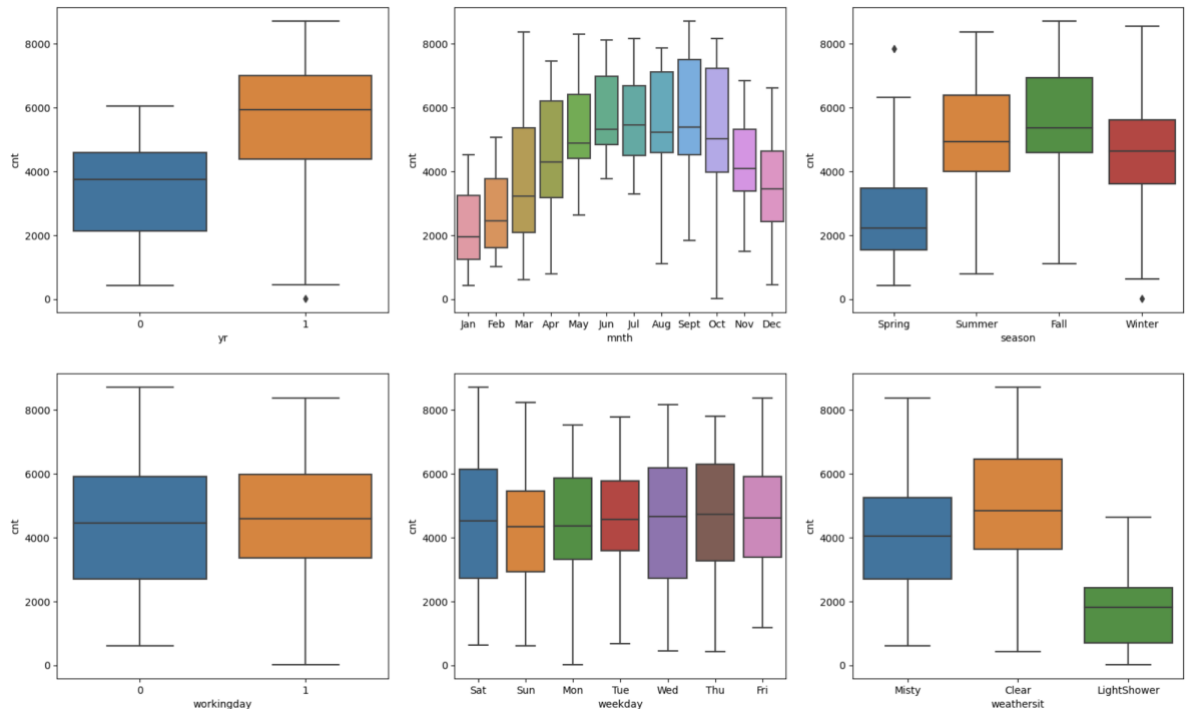 8000
6000
4000
2000
0
cnt
0 1
yr
8000
6000
4000
2000
0
cnt
Jan Feb Mar Apr May Jun Jul Aug Sept Oct Nov Dec
mnth
8000
6000
4000
2000
0
cnt
Spring Summer Fall Winter
season
8000
6000
4000
2000
0
cnt
0 1
workingday
8000
6000
4000
2000
0
cnt
Sat Sun Mon Tue Wed Thu Fri
weekday
8000
6000
4000
2000
0
cnt
Misty Clear LightShower
weathersit